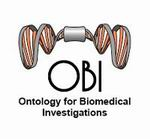 OBI
Ontology for Biomedical
Investigations